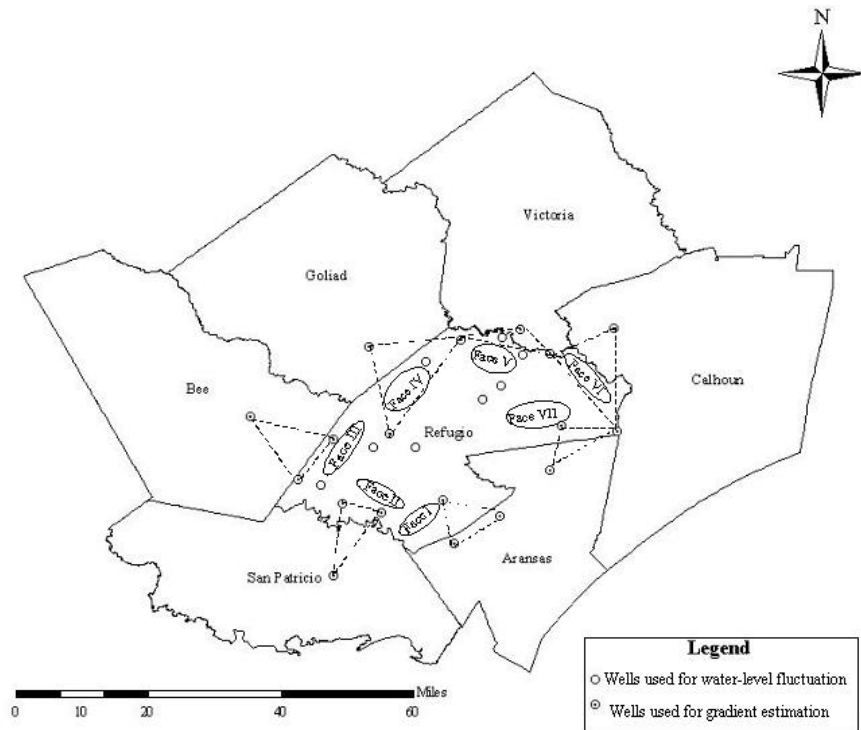 N
Victoria
Goliad
Bee
Calhoun
Face V
Face VI
Face IV
Face VII
Refugio
Face III
Face II
Face I
Aransas
San Patricio
Legend
Wells used for water-level fluctuation
Wells used for gradient estimation
Miles
0 10 20 40 60